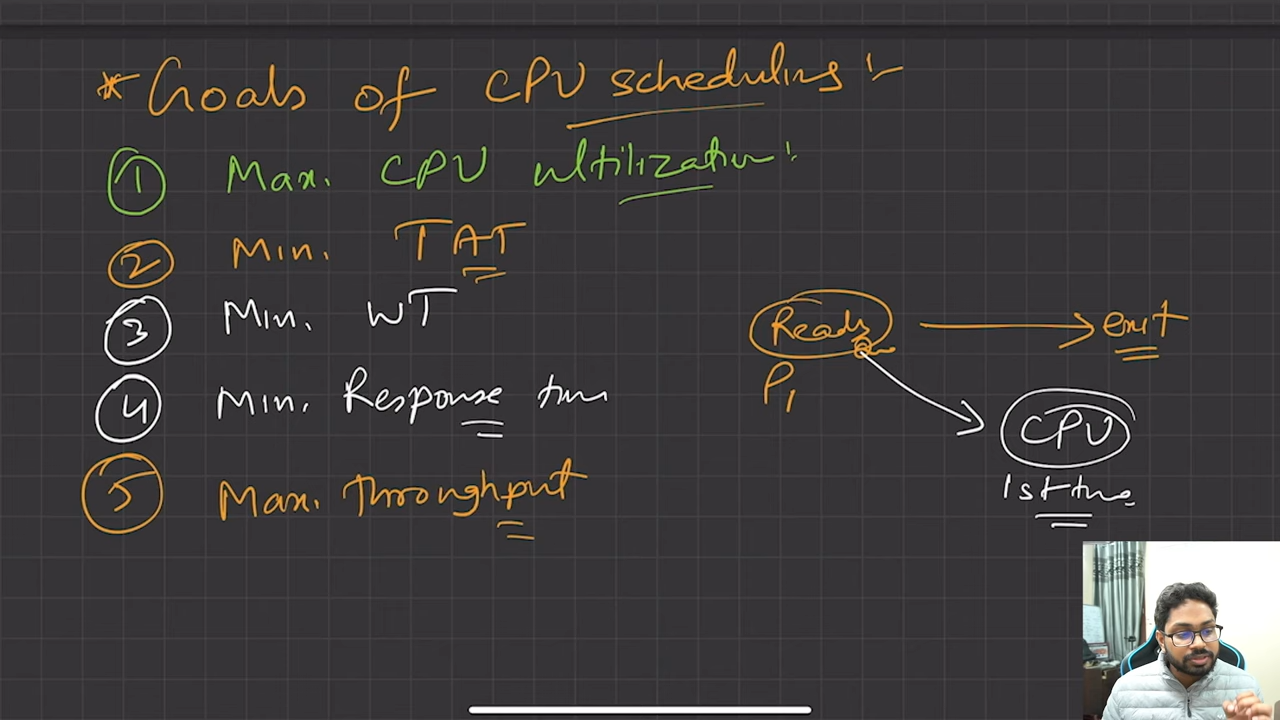 * Goals of CPU scheduling :-
① Max. CPU ultilization :
② Min. TAT
③ Min. WT
④ Min. Response time
⑤ Max. throughput
Ready → exit
P1
CPU
1st time